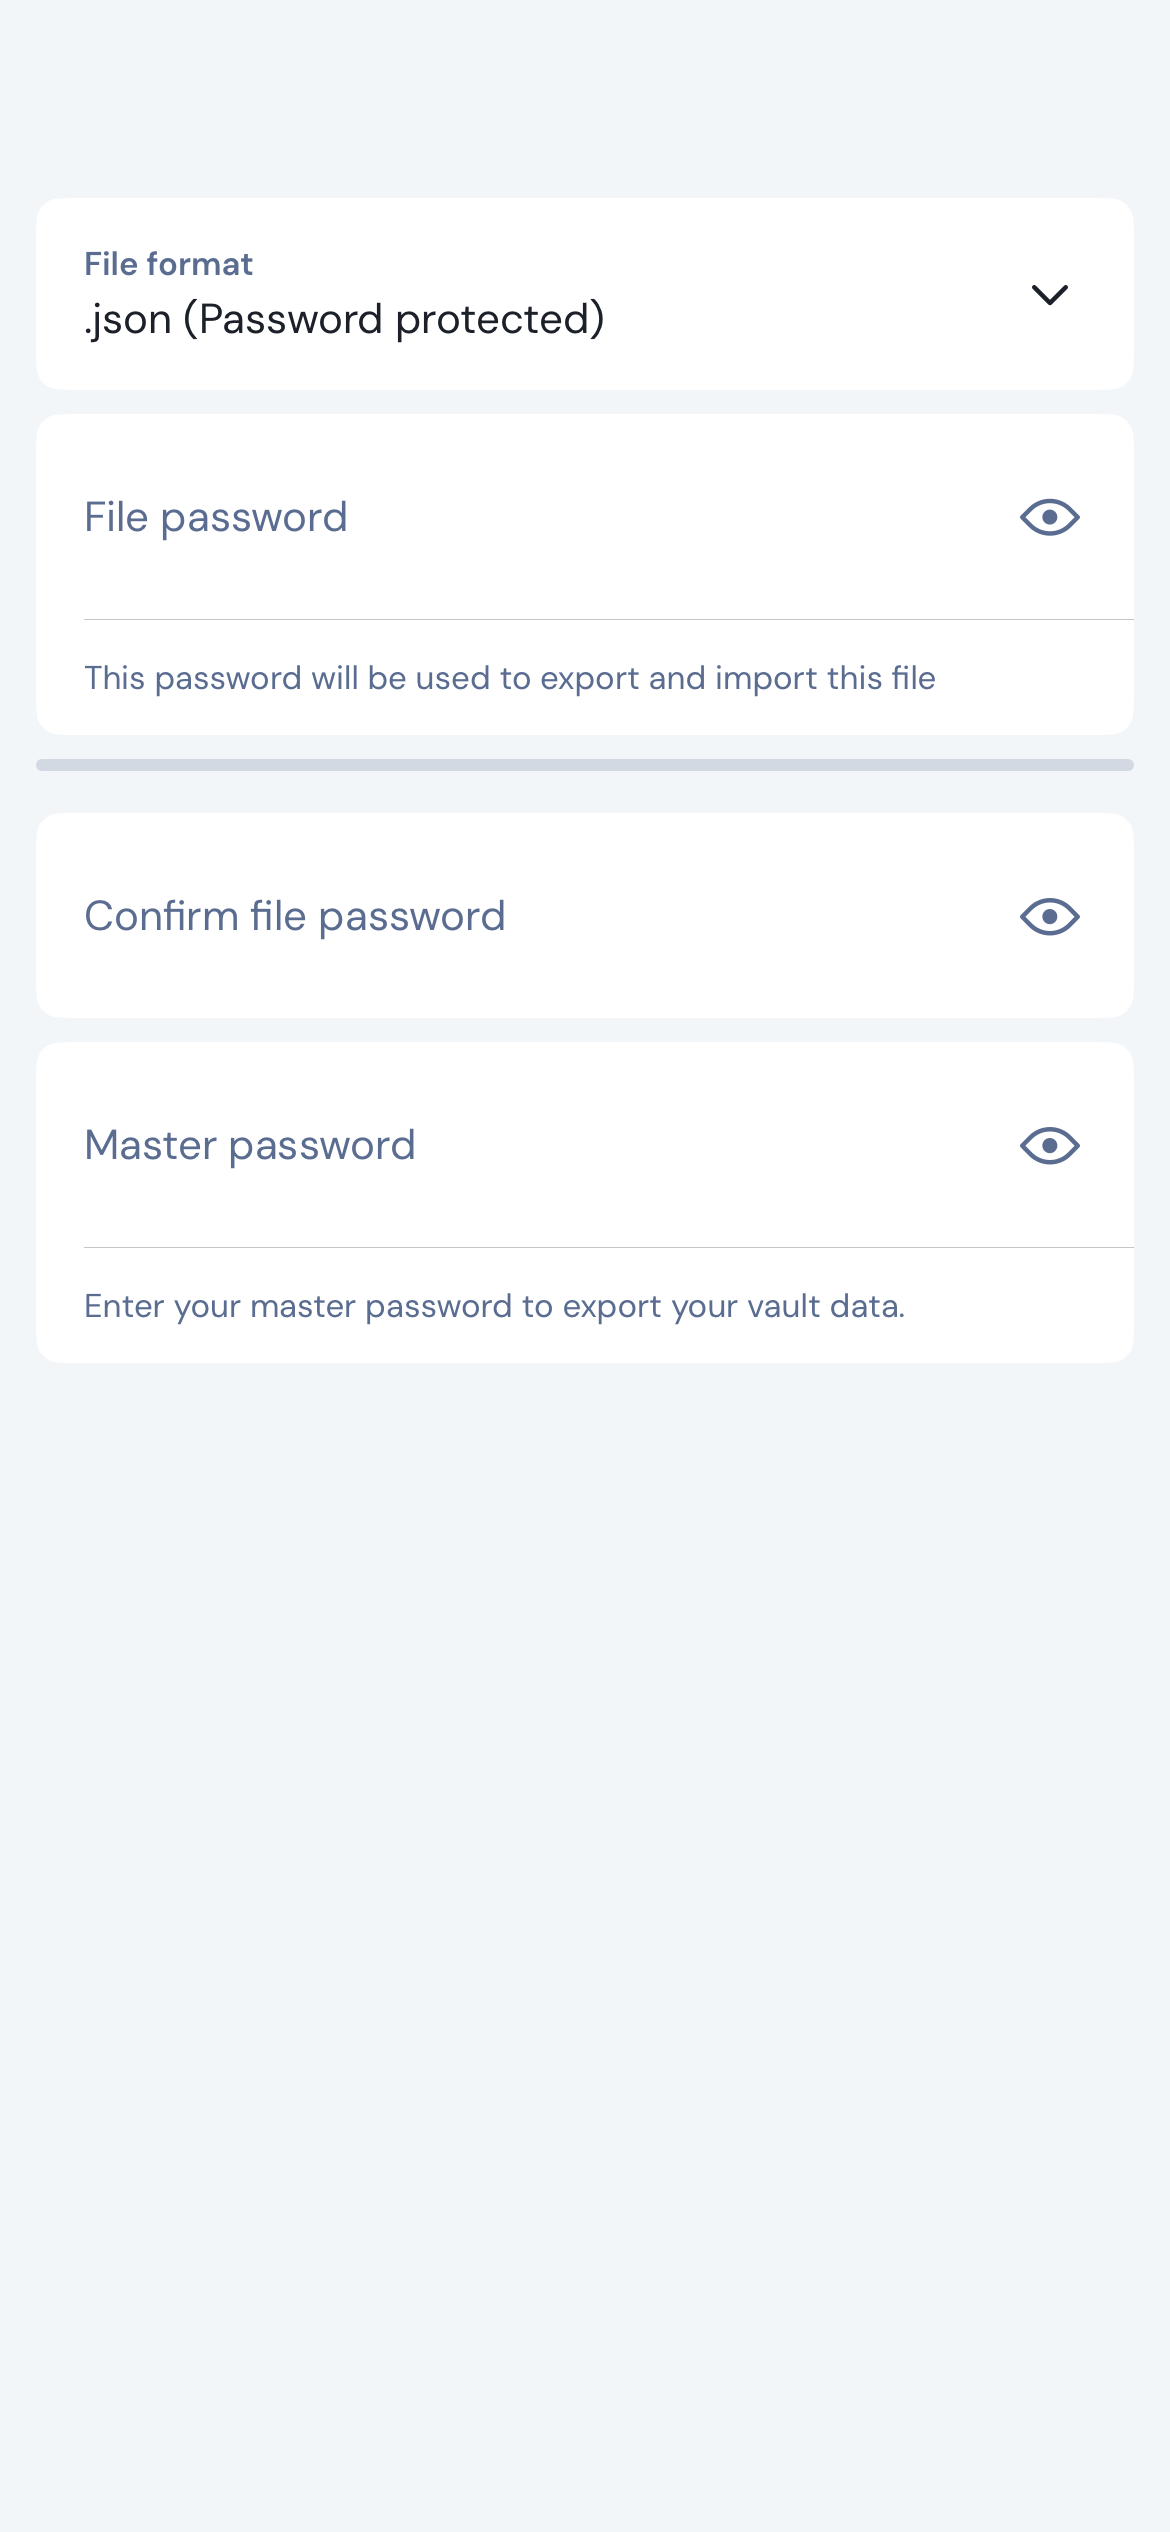 File format
.json (Password protected)
File password
This password will be used to export and import this file
Confirm file password
Master password
Enter your master password to export your vault data.